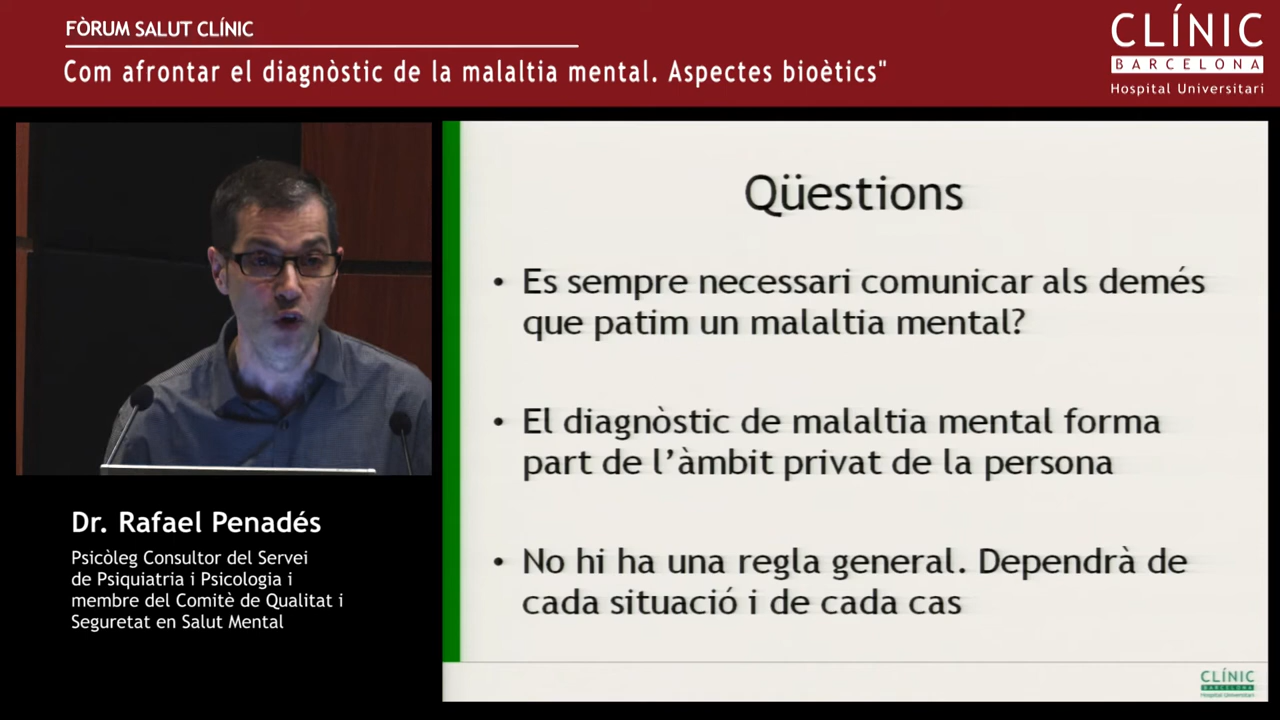 FÒRUM SALUT CLÍNIC
Com afrontar el diagnòstic de la malaltia mental. Aspectes bioètics"
CLÍNIC
BARCELONA
Hospital Universitari
Qüestions
• Es sempre necessari comunicar als demés
que patim un malaltia mental?
• El diagnòstic de malaltia mental forma
part de l'àmbit privat de la persona
• No hi ha una regla general. Dependrà de
cada situació i de cada cas
Dr. Rafael Penadés
Psicòleg Consultor del Servei
de Psiquiatria i Psicologia i
membre del Comitè de Qualitat i
Seguretat en Salut Mental
CLÍNIC
BARCELONA
Hospital Universitari